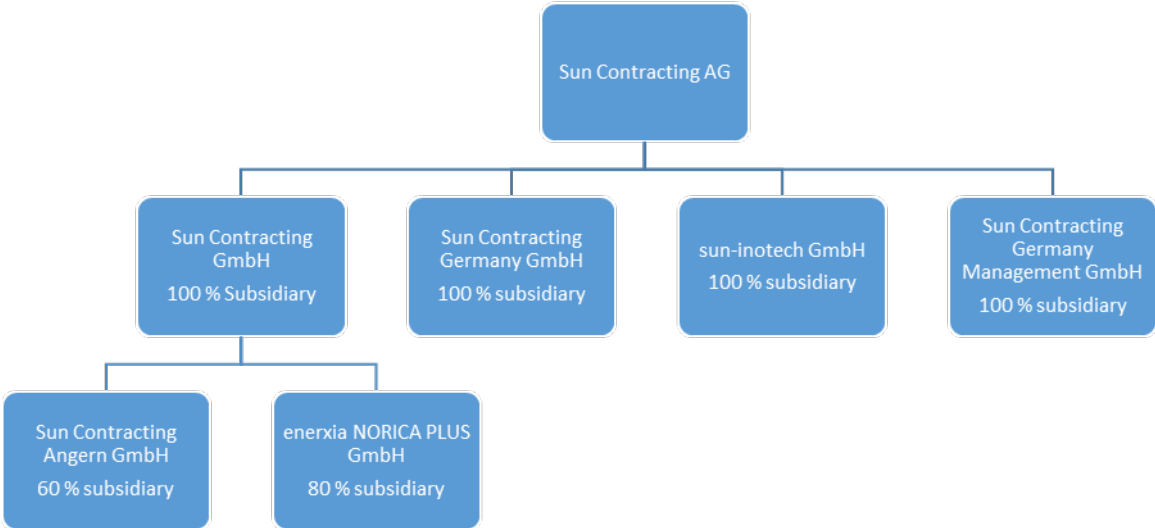 Sun Contracting AG
Sun Contracting
GmbH
100 % Subsidiary
Sun Contracting
Germany GmbH
100 % subsidiary
sun-inotech GmbH
100 % subsidiary
Sun Contracting
Germany
Management GmbH
100 % subsidiary
Sun Contracting
Angern GmbH
60 % subsidiary
enerxia NORICA PLUS
GmbH
80 % subsidiary